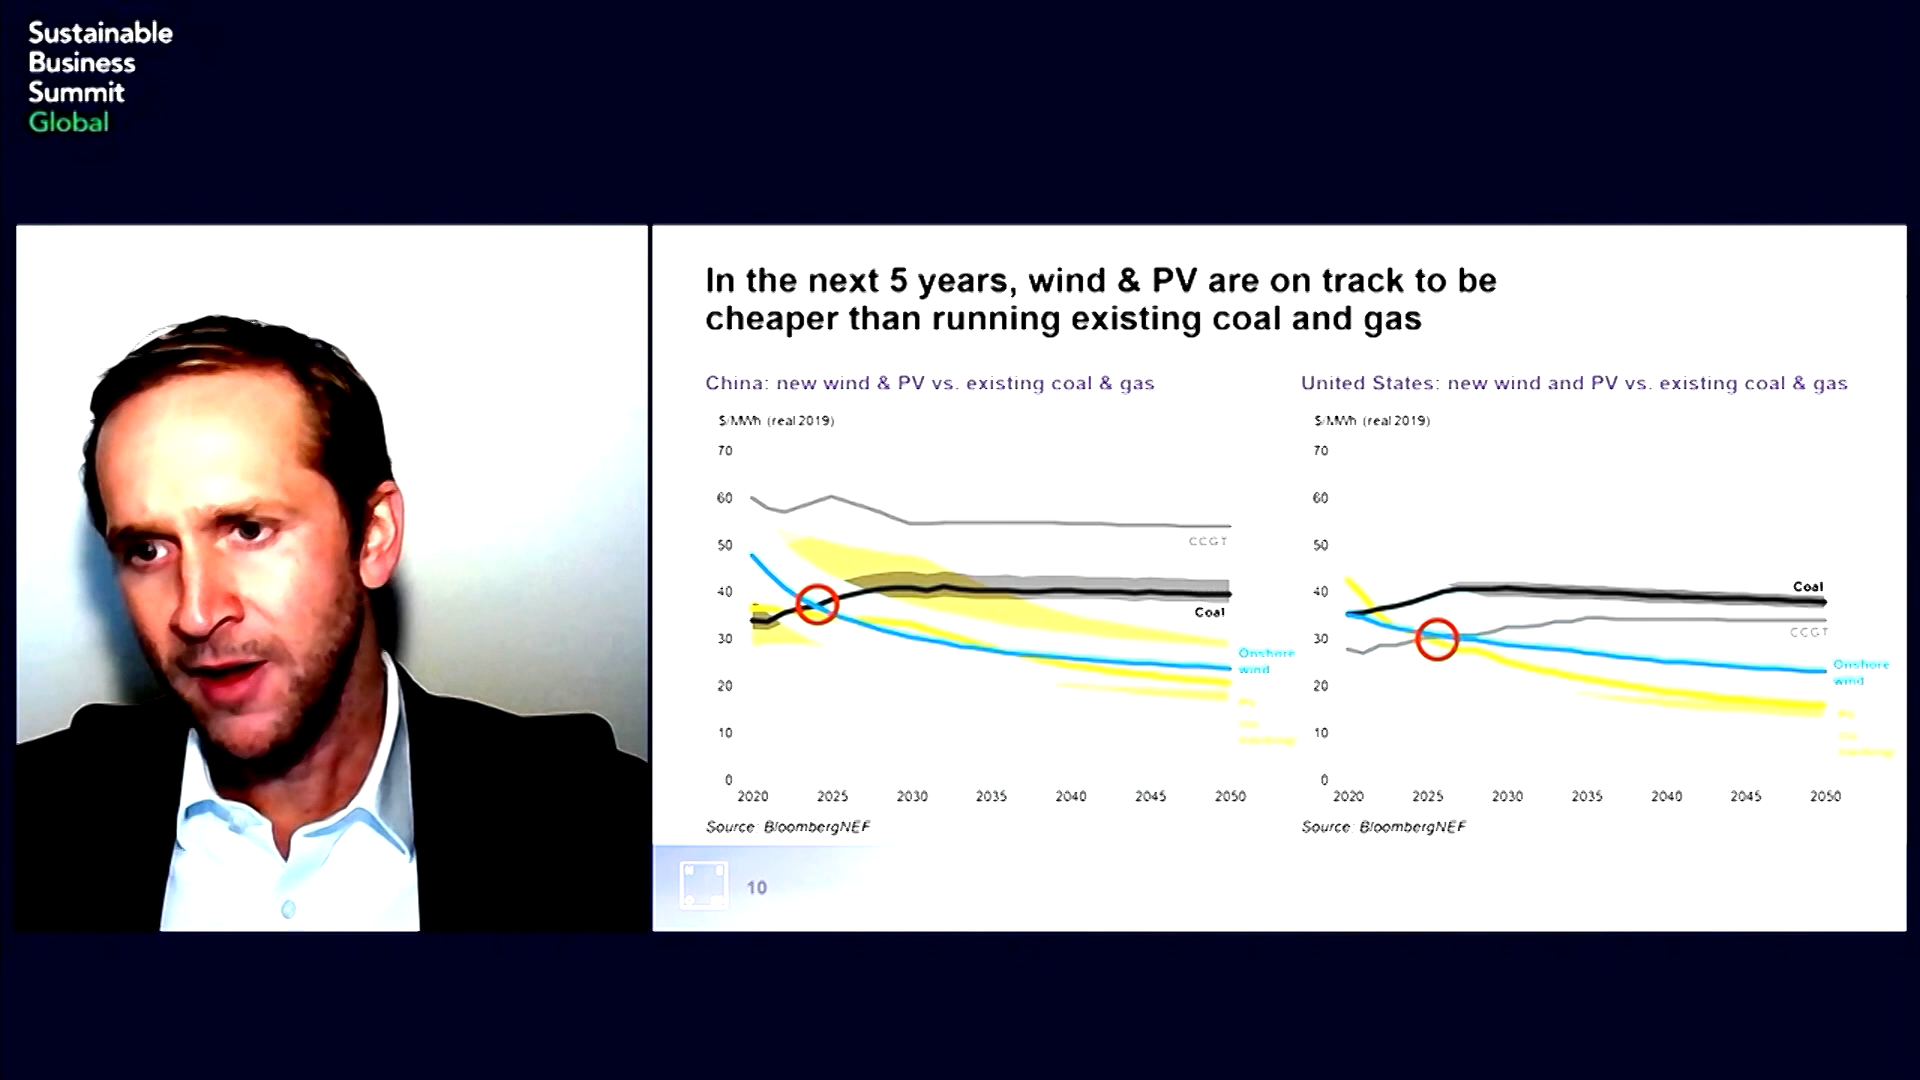 Sustainable
Business
Summit
Global
In the next 5 years, wind & PV are on track to be
cheaper than running existing coal and gas
China: new wind & PV vs. existing coal & gas
$/MWh (real 2019)
70
60
50
40
30
20
10
0
CCGT
Coal
Onshore
wind
PV
2020 2025 2030 2035 2040 2045 2050
Source: BloombergNEF
United States: new wind and PV vs. existing coal & gas
$/MWh (real 2019)
70
60
50
40
30
20
10
0
Coal
CCGT
Onshore
wind
PV
2020 2025 2030 2035 2040 2045 2050
Source: BloombergNEF
10